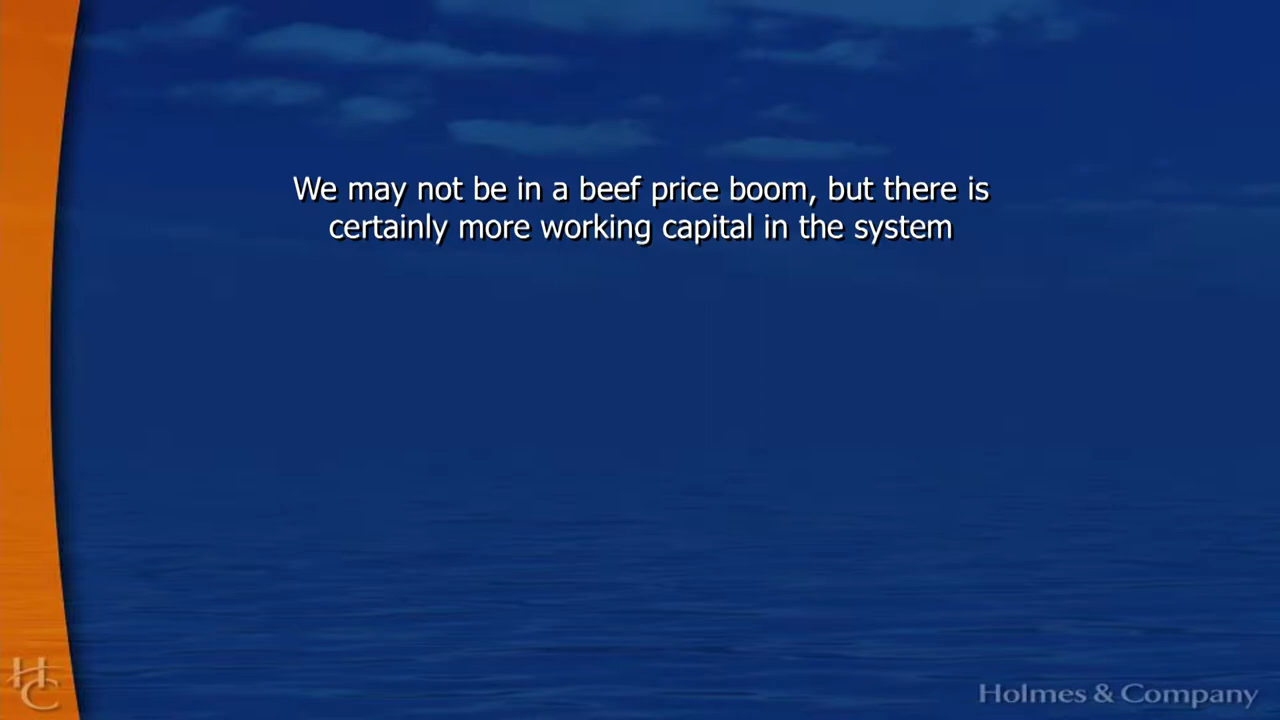 We may not be in a beef price boom, but there is
certainly more working capital in the system
HC
Holmes & Company